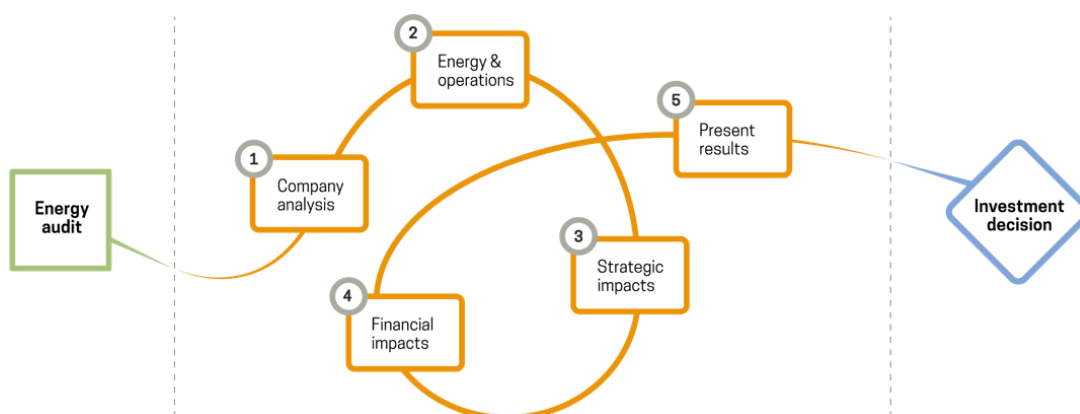 Energy
audit
1
Company
analysis
2
Energy &
operations
3
Strategic
impacts
4
Financial
impacts
5
Present
results
Investment
decision